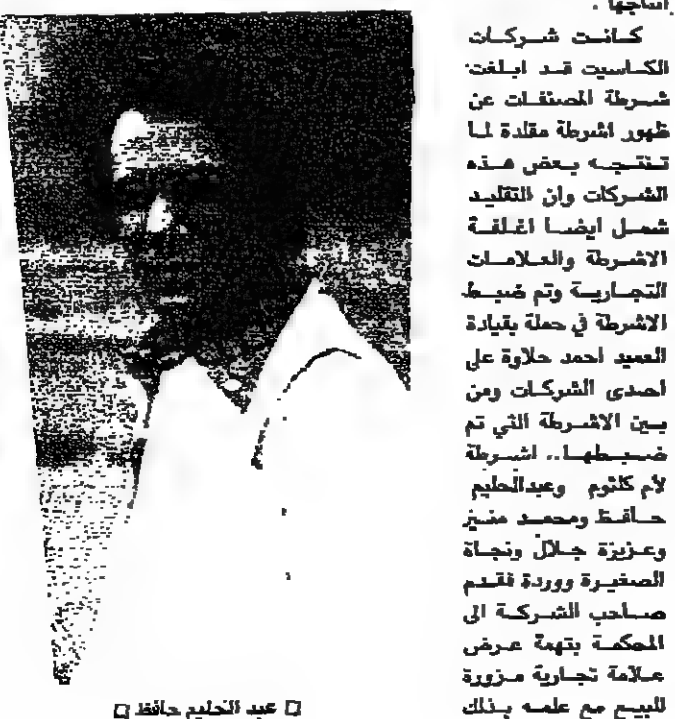 إنتاجها .
كانت شركات
الكاسيت قد ابلغت
شرطة المصنفات عن
ظهور اشرطة مقلدة لما
تنتجه بعض هذه
الشركات وان التقليد
شمل ايضا اغلفة
الاشرطة والعلامات
التجارية وتم ضبط
الاشرطة في حملة بقيادة
العميد احمد حلاوة على
احدى الشركات ومن
بين الاشرطة التي تم
ضبطها.. اشرطة
لأم كلثوم وعبدالحليم
حافظ ومحمد منير
وعزيزة جلال ونجاة
الصغيرة ووردة فقدم
صاحب الشركة الى
المحكمة بتهمة عرض
علامة تجارية مزورة
للبيع مع علمه بذلك
□ عبد الحليم حافظ □